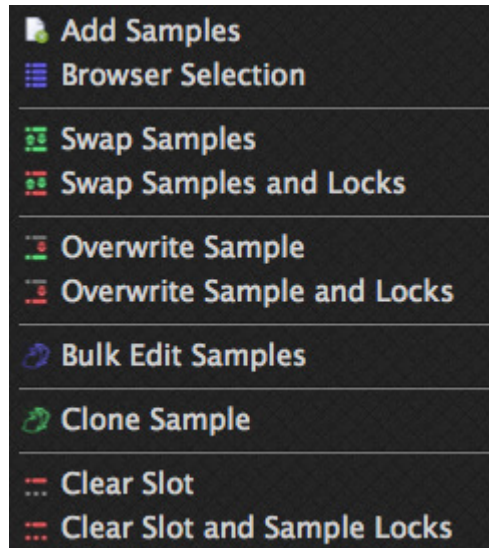 Add Samples
Browser Selection
Swap Samples
Swap Samples and Locks
Overwrite Sample
Overwrite Sample and Locks
Bulk Edit Samples
Clone Sample
Clear Slot
Clear Slot and Sample Locks